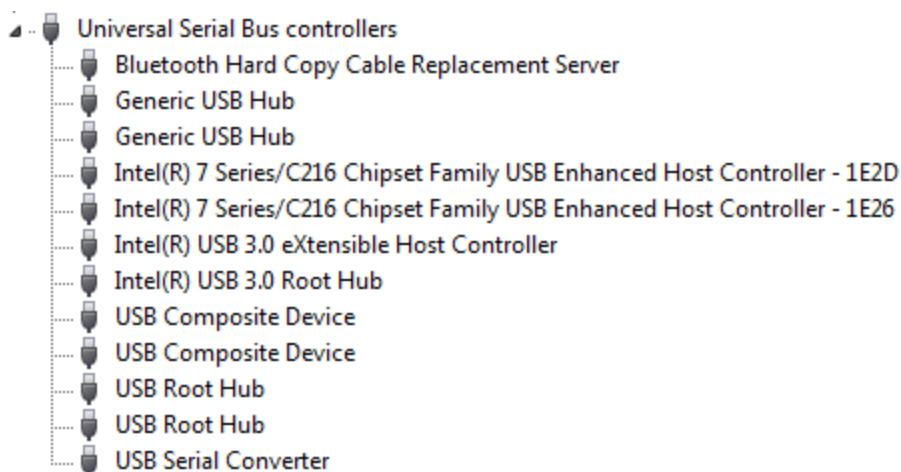 Universal Serial Bus controllers
Bluetooth Hard Copy Cable Replacement Server
Generic USB Hub
Generic USB Hub
Intel(R) 7 Series/C216 Chipset Family USB Enhanced Host Controller - 1E2D
Intel(R) 7 Series/C216 Chipset Family USB Enhanced Host Controller - 1E26
Intel(R) USB 3.0 eXtensible Host Controller
Intel(R) USB 3.0 Root Hub
USB Composite Device
USB Composite Device
USB Root Hub
USB Root Hub
USB Serial Converter